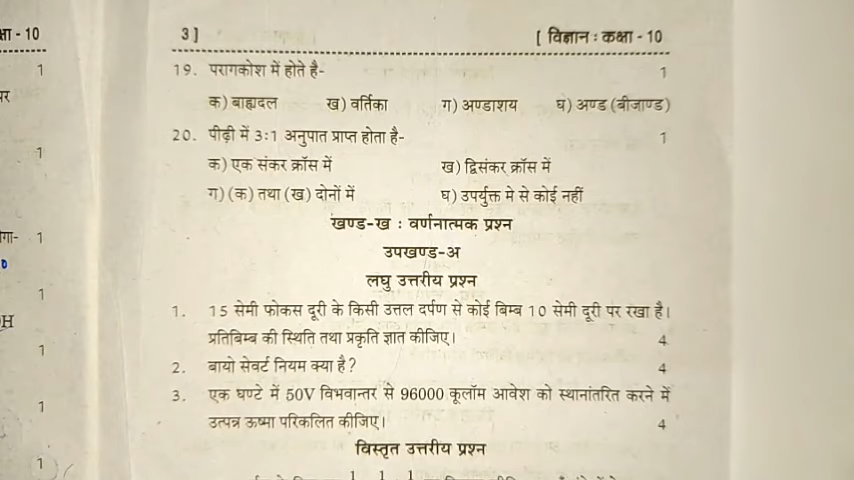 ता - 10
3 ]
[ विज्ञान : कक्षा - 10
1
19. परागकोश में होते है- 1
क) बाह्यदल ख) वर्तिका ग) अण्डाशय घ) अण्ड (बीजाण्ड)
20. पीढ़ी में 3:1 अनुपात प्राप्त होता है- 1
क) एक संकर क्रॉस में ख) द्विसंकर क्रॉस में
ग) (क) तथा (ख) दोनों में घ) उपर्युक्त मे से कोई नहीं
खण्ड-ख : वर्णनात्मक प्रश्न
उपखण्ड-अ
लघु उत्तरीय प्रश्न
1. 15 सेमी फोकस दूरी के किसी उत्तल दर्पण से कोई बिम्ब 10 सेमी दूरी पर रखा है।
प्रतिबिम्ब की स्थिति तथा प्रकृति ज्ञात कीजिए। 4
2. बायो सेवर्ट नियम क्या है? 4
3. एक घण्टे में 50V विभवान्तर से 96000 कूलॉम आवेश को स्थानांतरित करने में
उत्पन्न ऊष्मा परिकलित कीजिए। 4
विस्तृत उत्तरीय प्रश्न